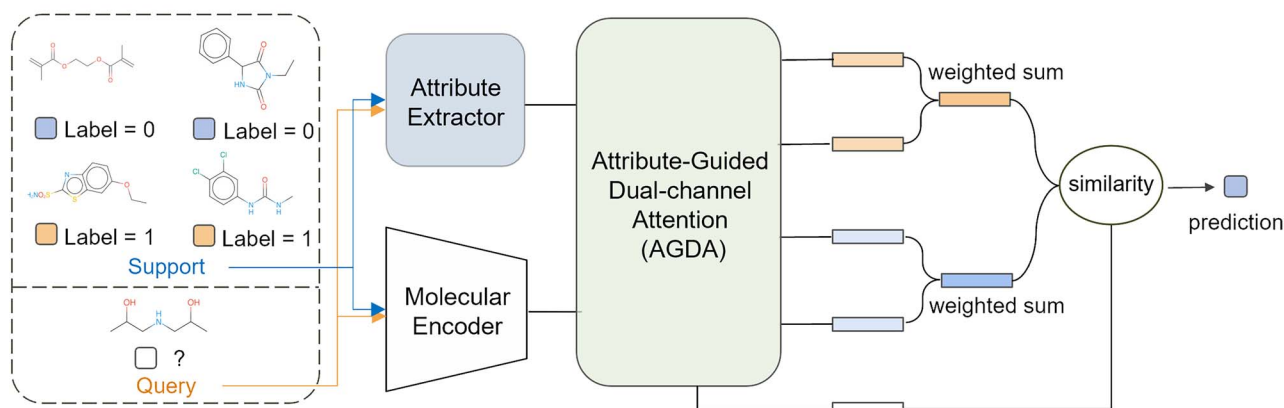 Label = 0
Label = 0
Label = 1
Label = 1
Support
?
Query
Attribute
Extractor
Molecular
Encoder
Attribute-Guided
Dual-channel
Attention
(AGDA)
weighted sum
weighted sum
similarity
prediction
O
O
O
O
O
N
HN
O
N
H₂NO₂S
S
O
Cl
Cl
O
N
H
N
H
OH
H
N
OH